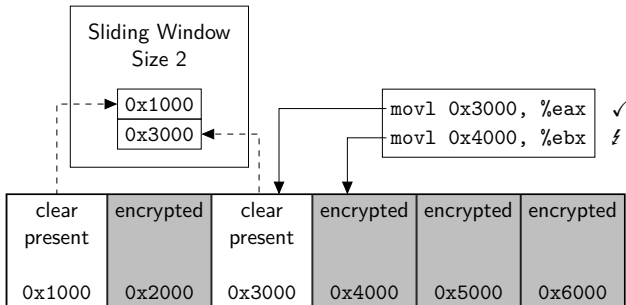 Sliding Window
Size 2
0x1000
0x3000
movl 0x3000, %eax ✓
movl 0x4000, %ebx
clear encrypted clear encrypted encrypted encrypted
present present
0x1000 0x2000 0x3000 0x4000 0x5000 0x6000